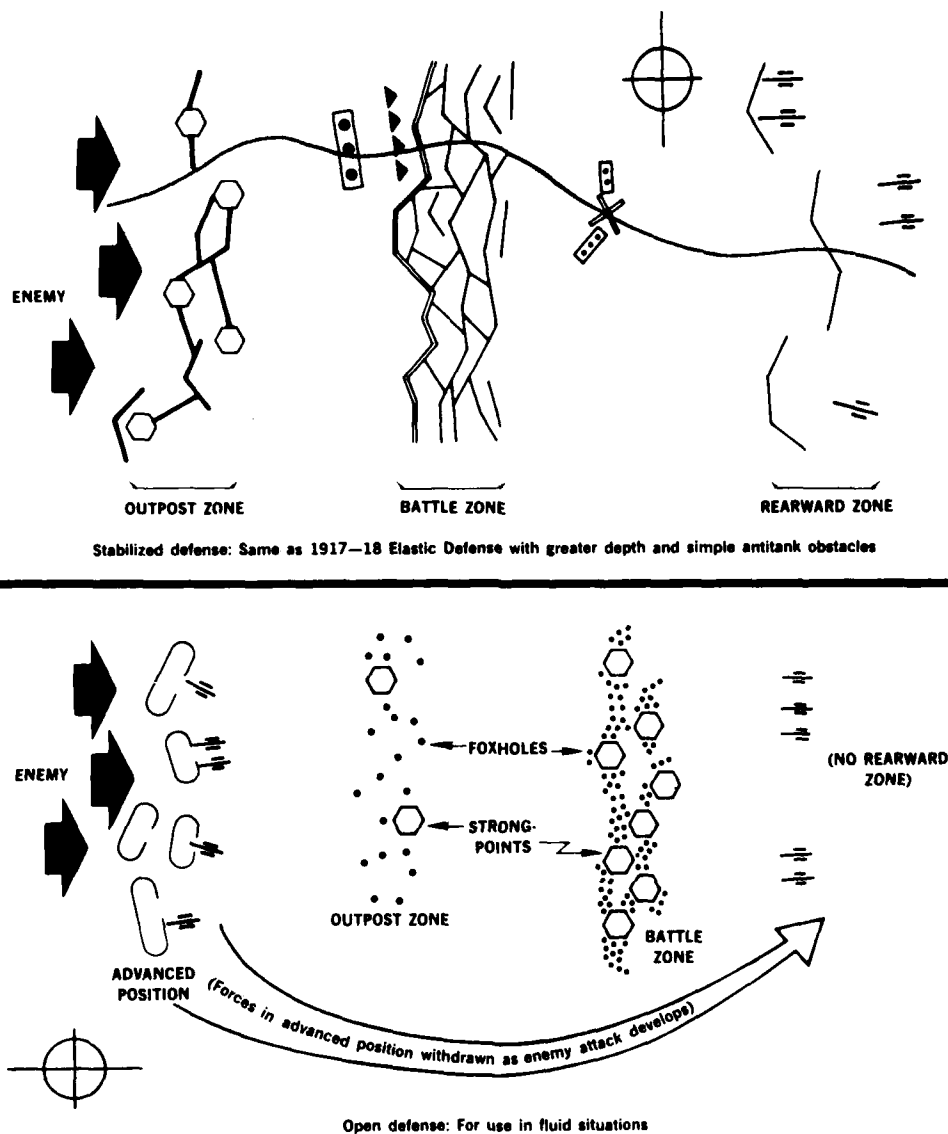 ENEMY
OUTPOST ZONE
BATTLE ZONE
REARWARD ZONE
Stabilized defense: Same as 1917—18 Elastic Defense with greater depth and simple antitank obstacles
ENEMY
FOXHOLES
(NO REARWARD
ZONE)
STRONG-
POINTS
OUTPOST ZONE
BATTLE
ZONE
ADVANCED
POSITION
(Forces in advanced position withdrawn as enemy attack develops)
Open defense: For use in fluid situations